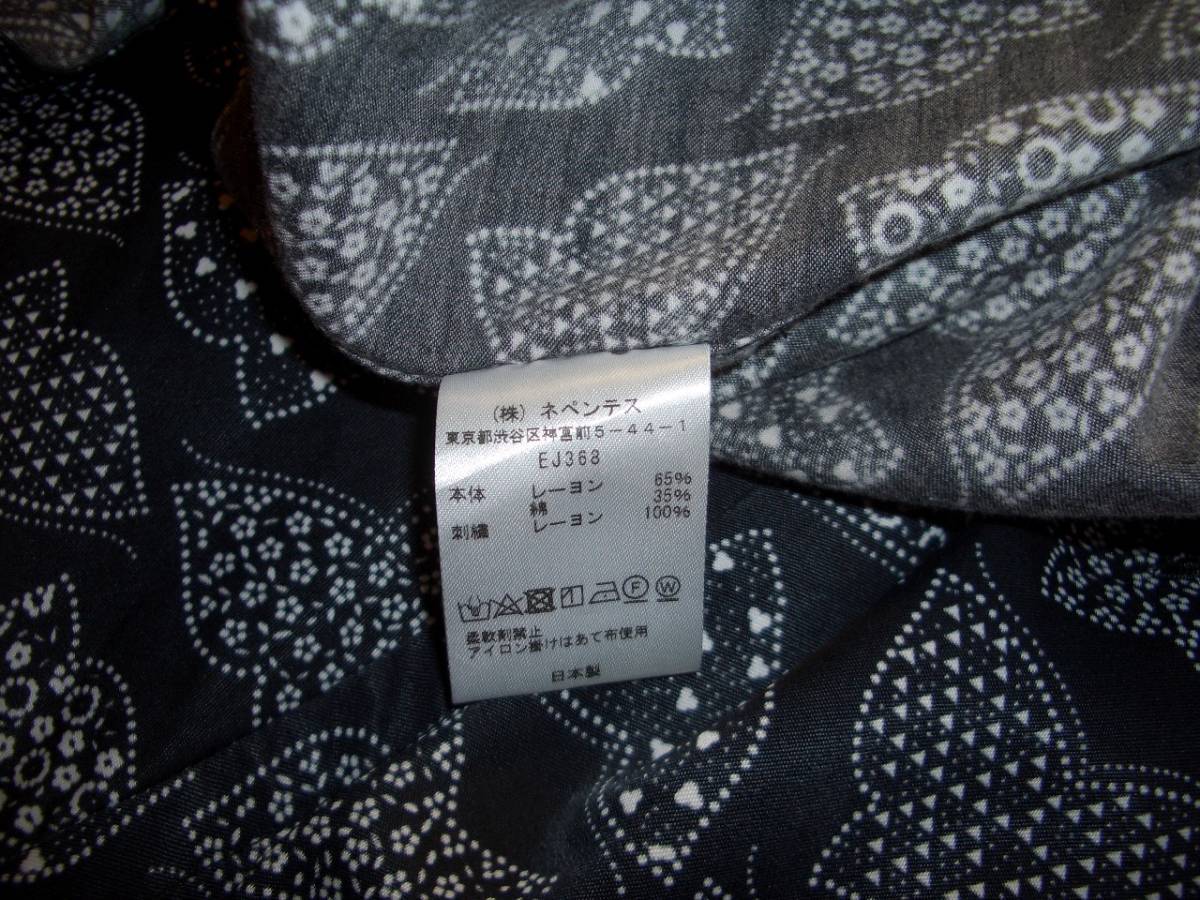 (株) ネペンテス
東京都渋谷区神宮前5-44-1
EJ368
本体 レーヨン 65%
綿 35%
刺繍 レーヨン 100%
F W
柔軟剤禁止
アイロン掛けはあて布使用
日本製